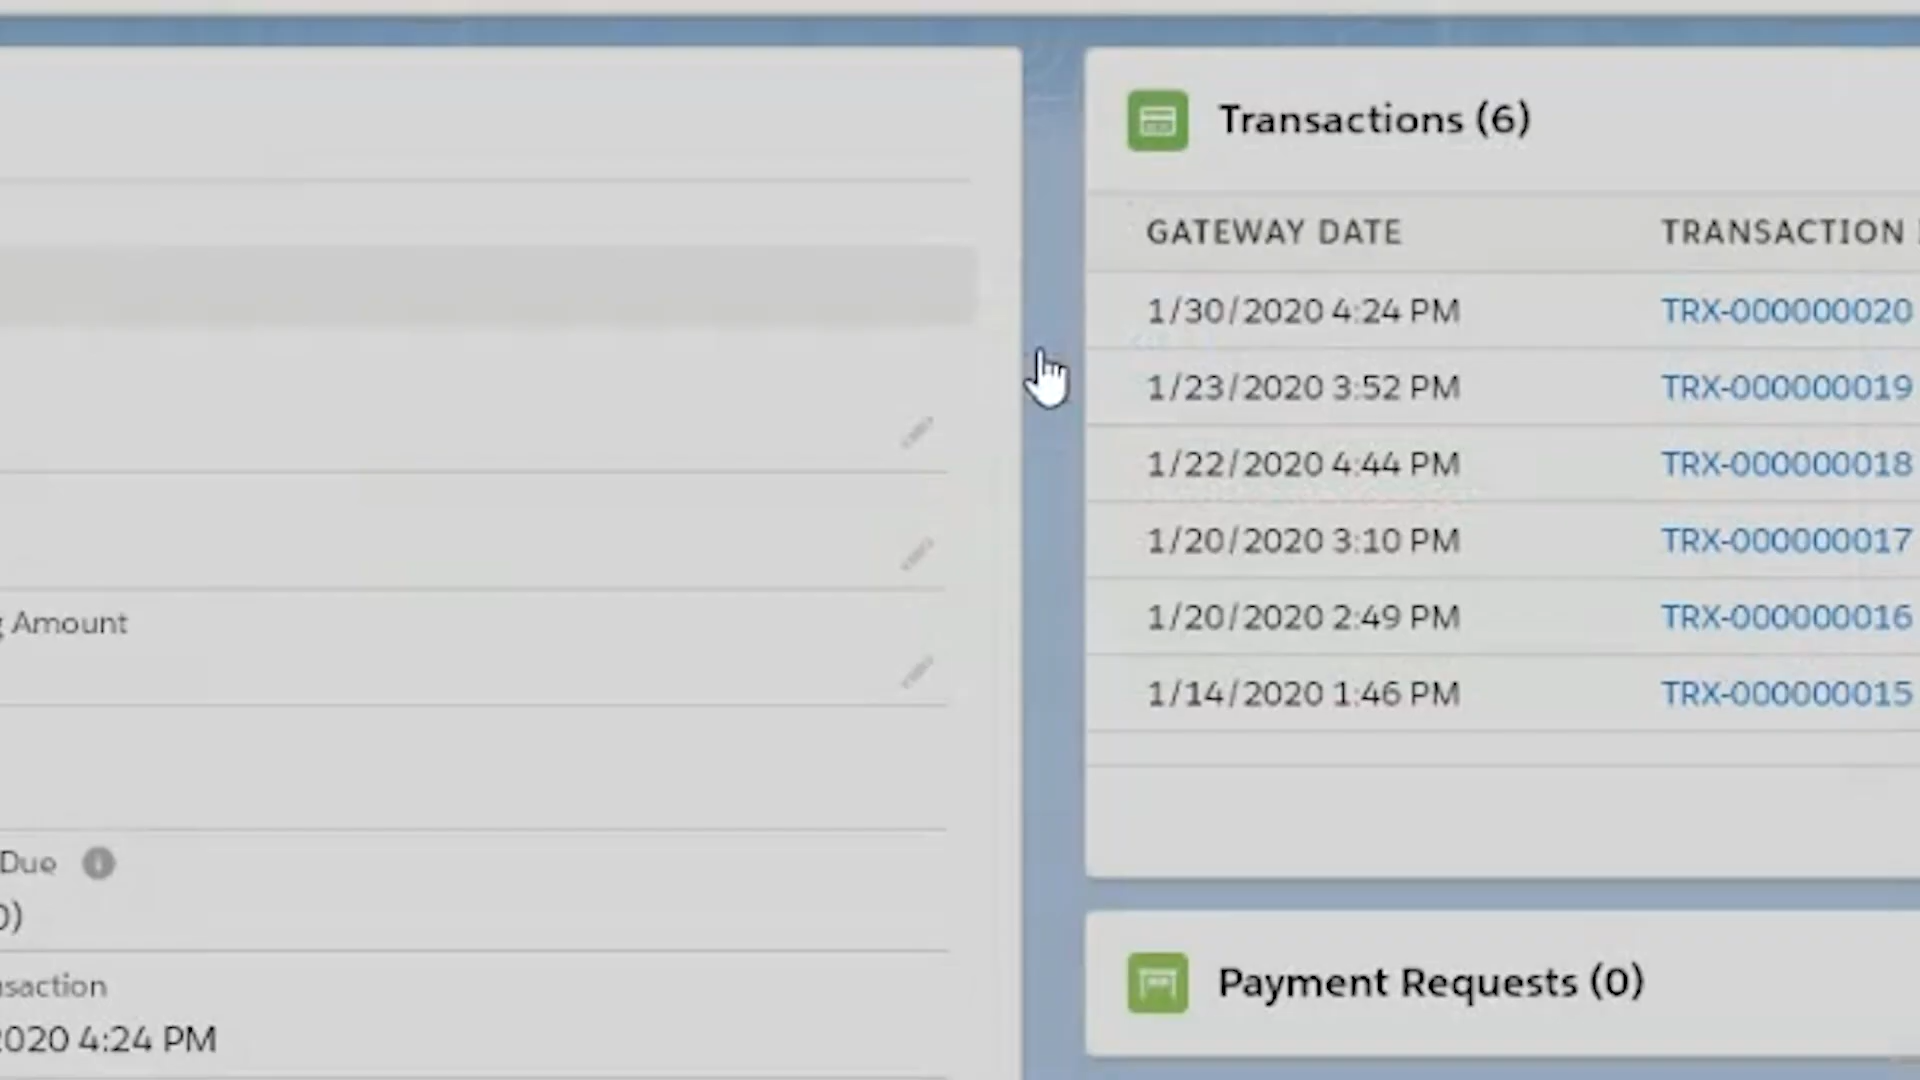 Transactions (6)
GATEWAY DATE TRANSACTION
1/30/2020 4:24 PM TRX-000000020
1/23/2020 3:52 PM TRX-000000019
1/22/2020 4:44 PM TRX-000000018
1/20/2020 3:10 PM TRX-000000017
1/20/2020 2:49 PM TRX-000000016
1/14/2020 1:46 PM TRX-000000015
Payment Requests (0)
g Amount
Due
0)
nsaction
2020 4:24 PM